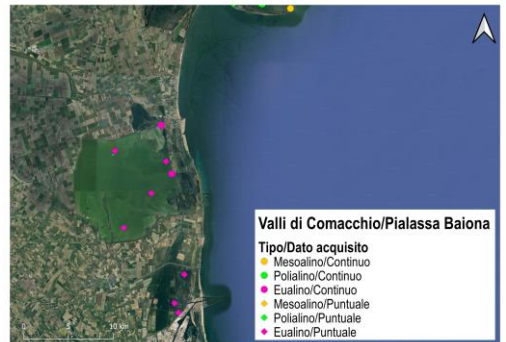 Valli di Comacchio/Pialassa Baiona
Tipo/Dato acquisito
Mesoalino/Continuo
Polialino/Continuo
Eualino/Continuo
Mesoalino/Puntuale
Polialino/Puntuale
Eualino/Puntuale
0 5 10 km